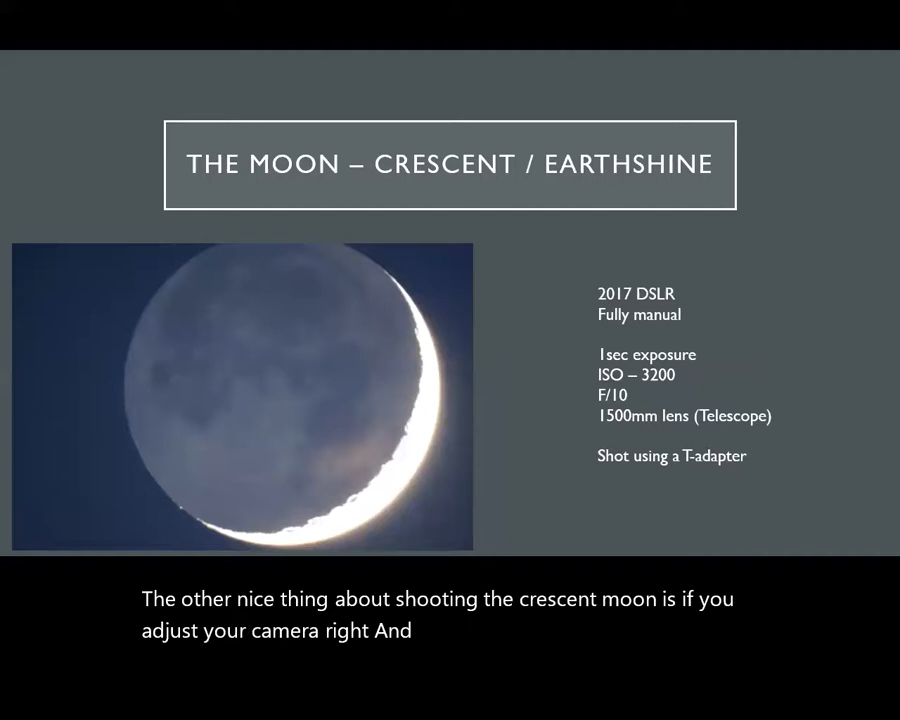 THE MOON – CRESCENT / EARTHSHINE
2017 DSLR
Fully manual
1sec exposure
ISO – 3200
F/10
1500mm lens (Telescope)
Shot using a T-adapter
The other nice thing about shooting the crescent moon is if you
adjust your camera right And